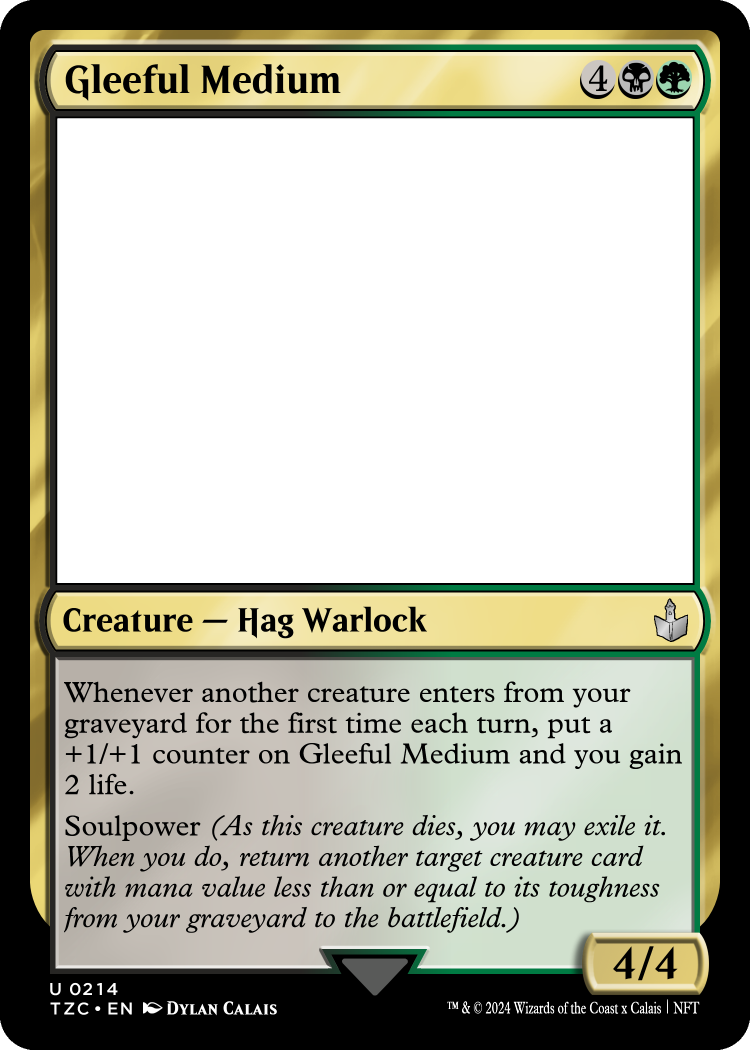 Gleeful Medium 4
Creature — Hag Warlock
Whenever another creature enters from your
graveyard for the first time each turn, put a
+1/+1 counter on Gleeful Medium and you gain
2 life.
Soulpower (As this creature dies, you may exile it.
When you do, return another target creature card
with mana value less than or equal to its toughness
from your graveyard to the battlefield.)
4/4
U 0214
TZC • EN Dylan Calais
™ & © 2024 Wizards of the Coast x Calais | NFT